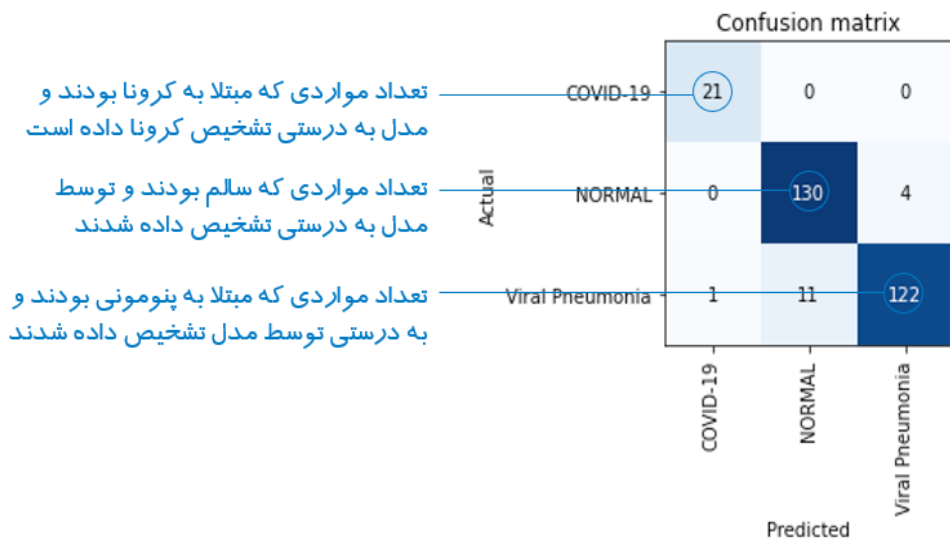 Confusion matrix
تعداد مواردی که مبتلا به کرونا بودند و
مدل به درستی تشخیص کرونا داده است
تعداد مواردی که سالم بودند و توسط
مدل به درستی تشخیص داده شدند
تعداد مواردی که مبتلا به پنومونی بودند و
به درستی توسط مدل تشخیص داده شدند
Actual
COVID-19 21 0 0
NORMAL 0 130 4
Viral Pneumonia 1 11 122
COVID-19
NORMAL
Viral Pneumonia
Predicted